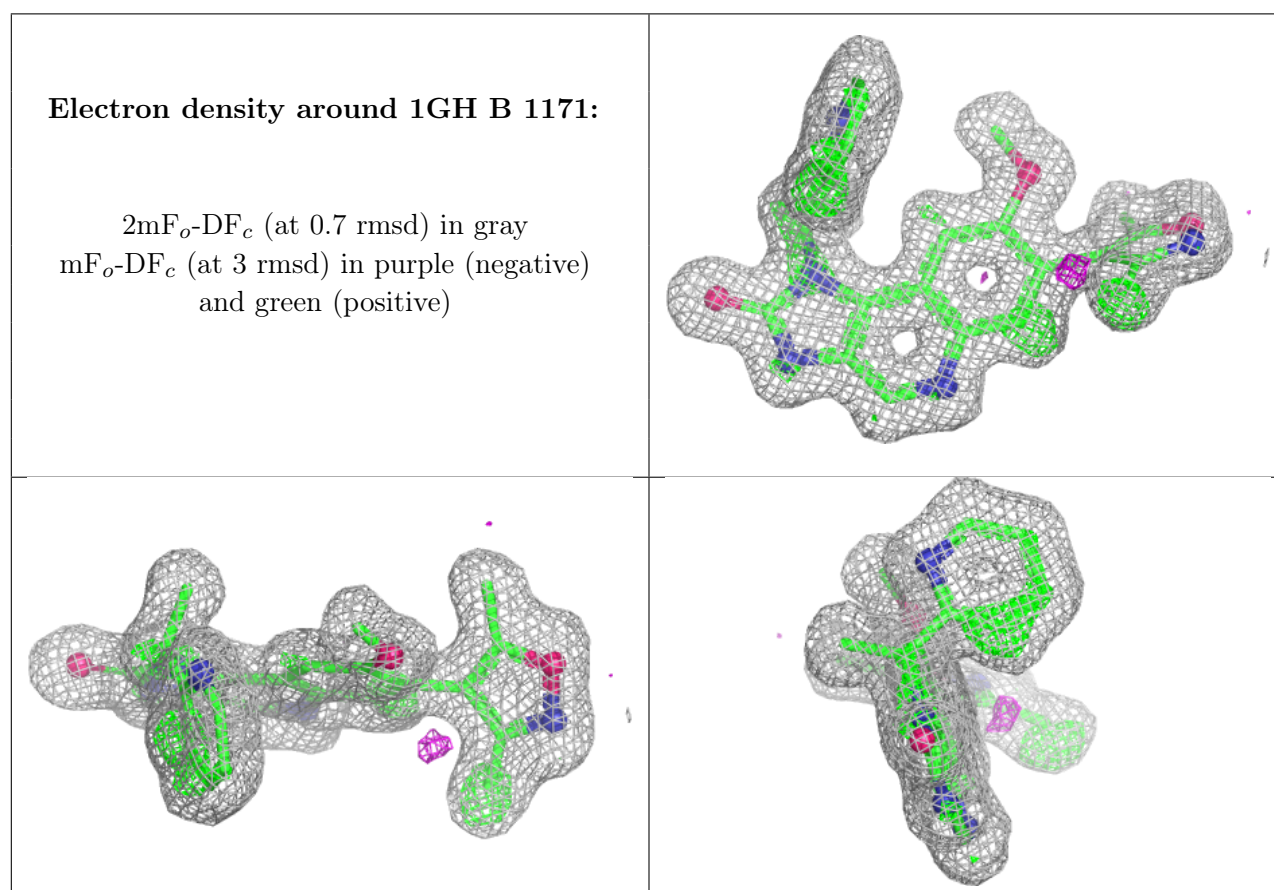 Electron density around 1GH B 1171:
2mFo-DFc (at 0.7 rmsd) in gray
mFo-DFc (at 3 rmsd) in purple (negative)
and green (positive)